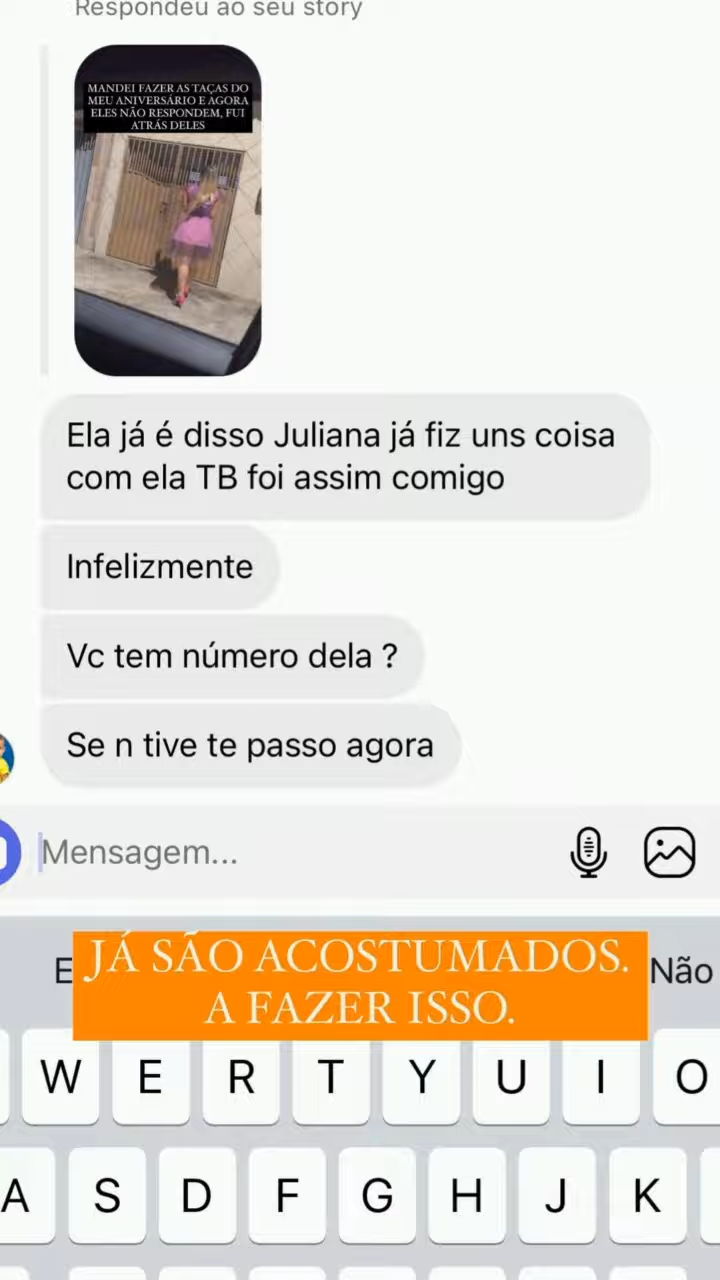 Respondeu ao seu story
MANDEI FAZER AS TAÇAS DO
MEU ANIVERSÁRIO E AGORA
ELES NÃO RESPONDEM, FUI
ATRÁS DELES
Ela já é disso Juliana já fiz uns coisa
com ela TB foi assim comigo
Infelizmente
Vc tem número dela ?
Se n tive te passo agora
Mensagem...
E
JÁ SÃO ACOSTUMADOS.
A FAZER ISSO.
Não
W E R T Y U I O
A S D F G H J K